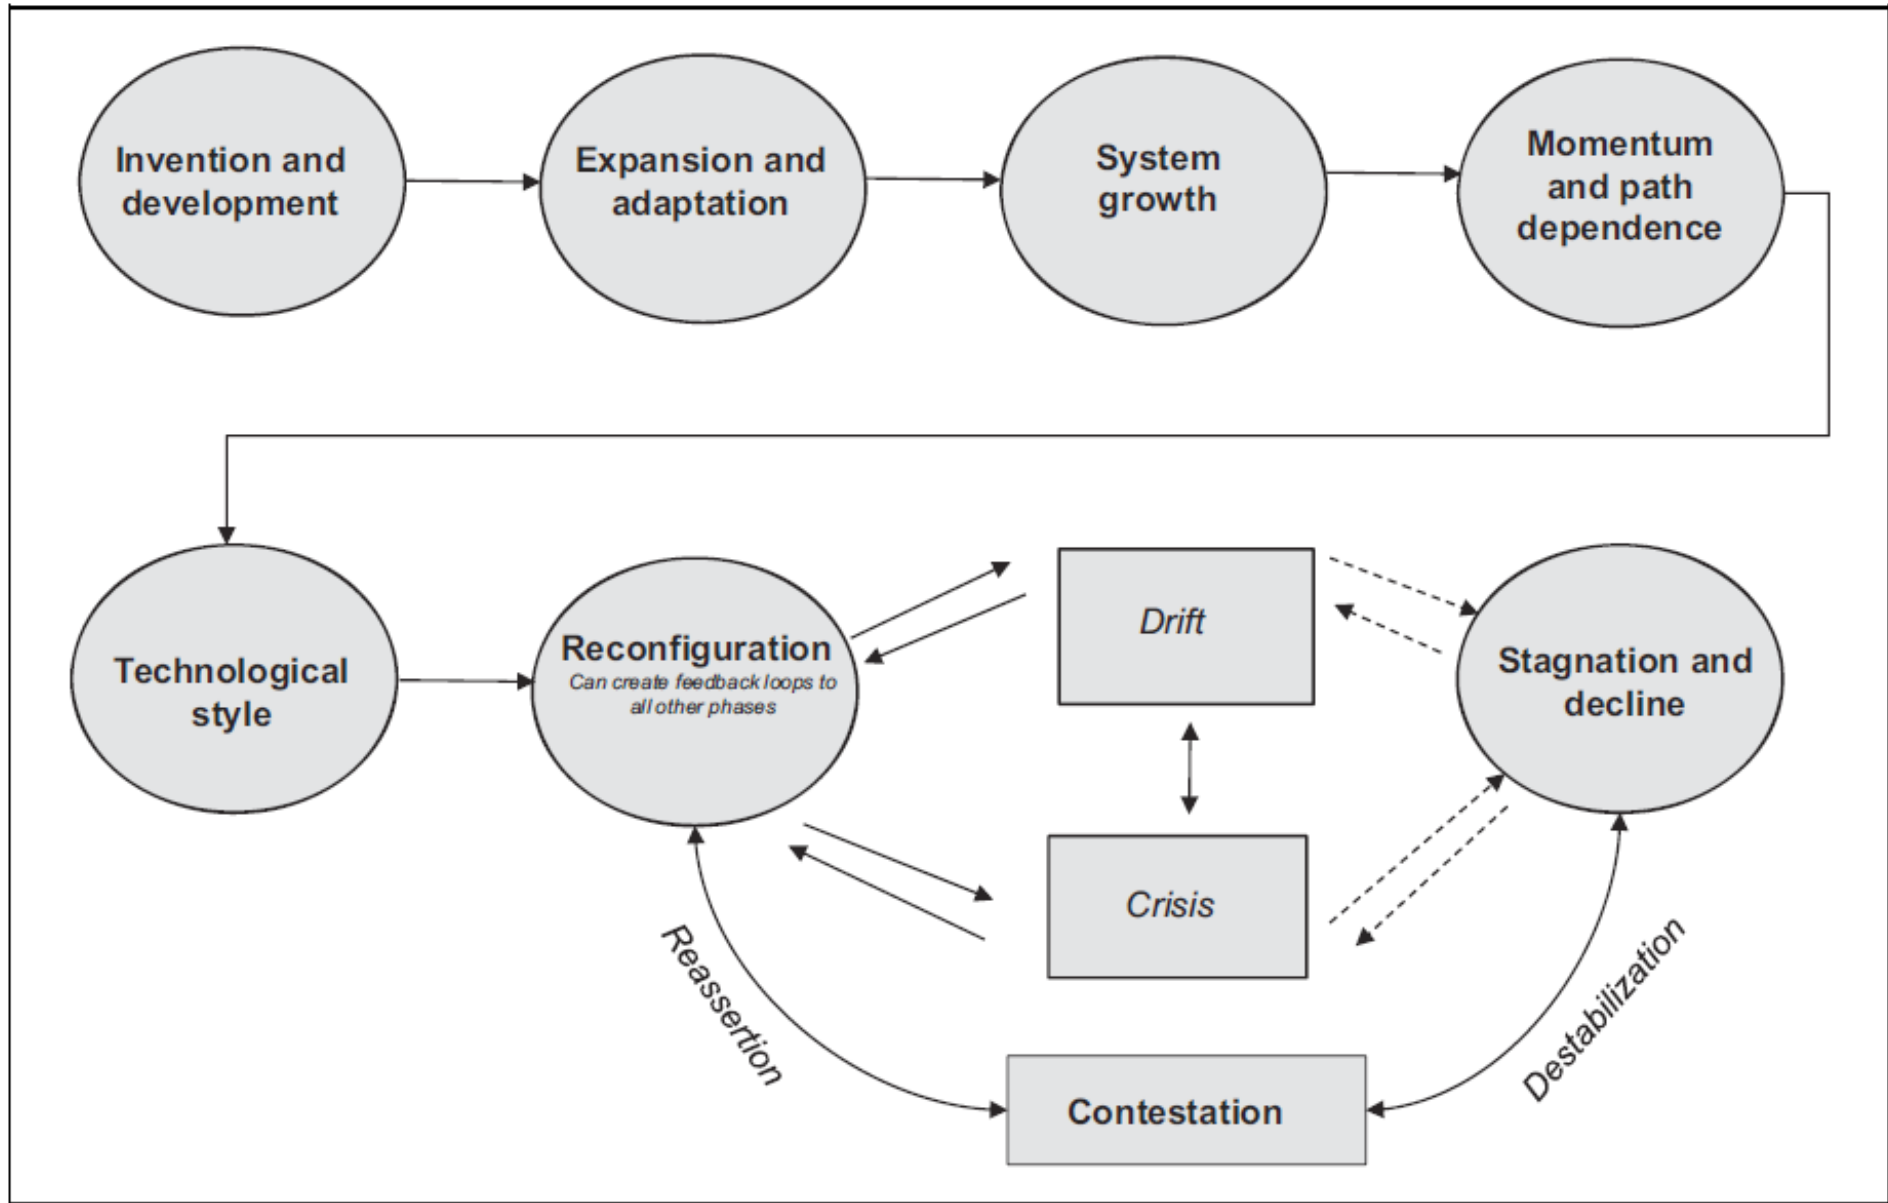 Invention and
development
Expansion and
adaptation
System
growth
Momentum
and path
dependence
Technological
style
Reconfiguration
Can create feedback loops to
all other phases
Drift
Stagnation and
decline
Crisis
Reassertion
Destabilization
Contestation